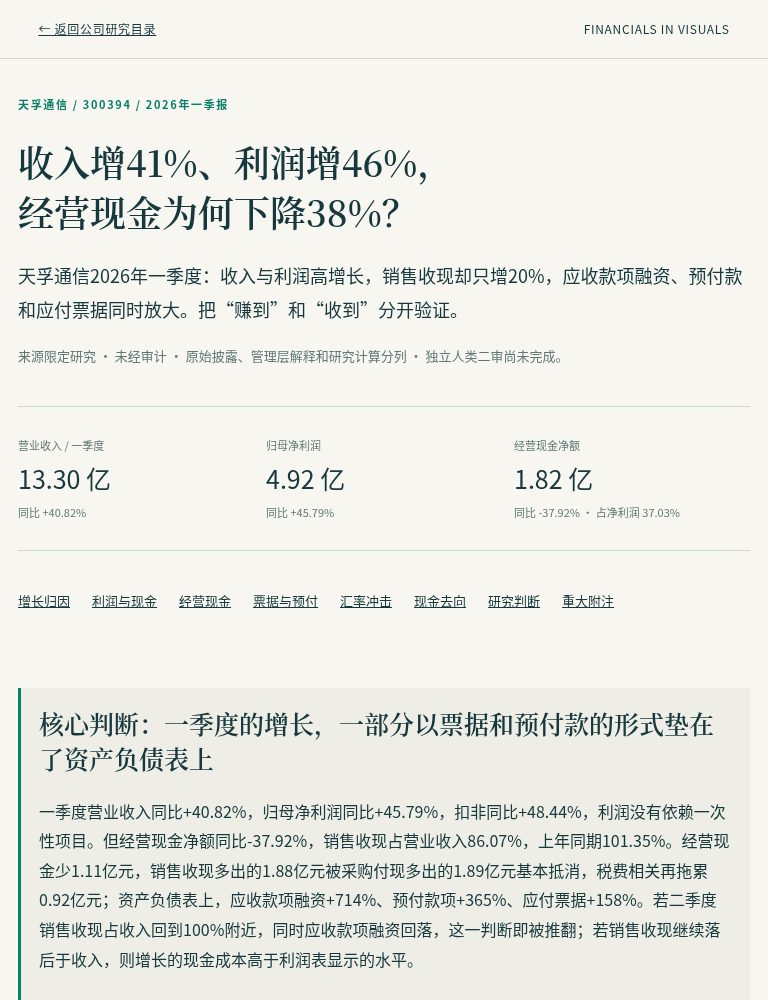 ← 返回公司研究目录
FINANCIALS IN VISUALS
天孚通信 / 300394 / 2026年一季报
收入增41%、利润增46%，
经营现金为何下降38%？
天孚通信2026年一季度：收入与利润高增长，销售收现却只增20%，应收款项融资、预付款
和应付票据同时放大。把“赚到”和“收到”分开验证。
来源限定研究 · 未经审计 · 原始披露、管理层解释和研究计算分列 · 独立人类二审尚未完成。
营业收入 / 一季度
13.30 亿
同比 +40.82%
归母净利润
4.92 亿
同比 +45.79%
经营现金净额
1.82 亿
同比 -37.92% · 占净利润 37.03%
增长归因 利润与现金 经营现金 票据与预付 汇率冲击 现金去向 研究判断 重大附注
核心判断：一季度的增长，一部分以票据和预付款的形式垫在
了资产负债表上
一季度营业收入同比+40.82%，归母净利润同比+45.79%，扣非同比+48.44%，利润没有依赖一次
性项目。但经营现金净额同比-37.92%，销售收现占营业收入86.07%，上年同期101.35%。经营现
金少1.11亿元，销售收现多出的1.88亿元被采购付现多出的1.89亿元基本抵消，税费相关再拖累
0.92亿元；资产负债表上，应收款项融资+714%、预付款项+365%、应付票据+158%。若二季度
销售收现占收入回到100%附近，同时应收款项融资回落，这一判断即被推翻；若销售收现继续落
后于收入，则增长的现金成本高于利润表显示的水平。